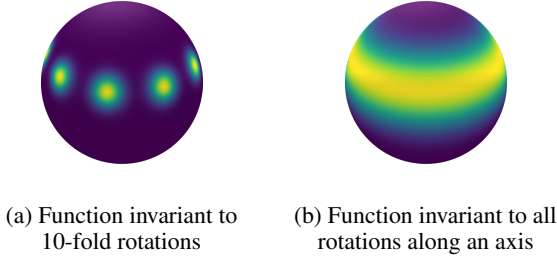 (a) Function invariant to
10-fold rotations
(b) Function invariant to all
rotations along an axis